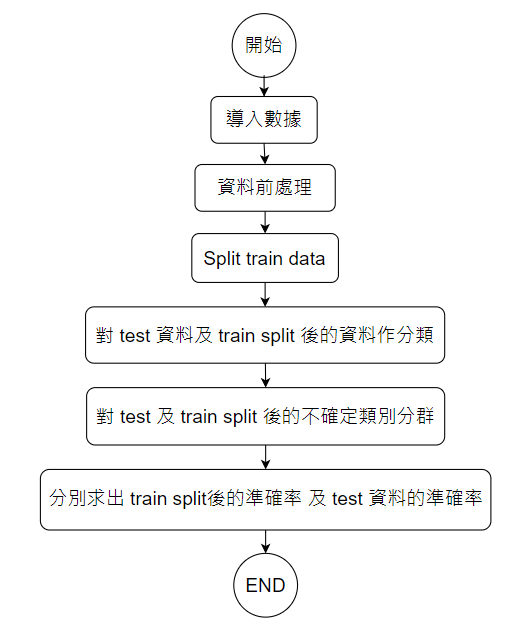 開始
導入數據
資料前處理
Split train data
對 test 資料及 train split 後的資料作分類
對 test 及 train split 後的不確定類別分群
分別求出 train split後的準確率 及 test 資料的準確率
END